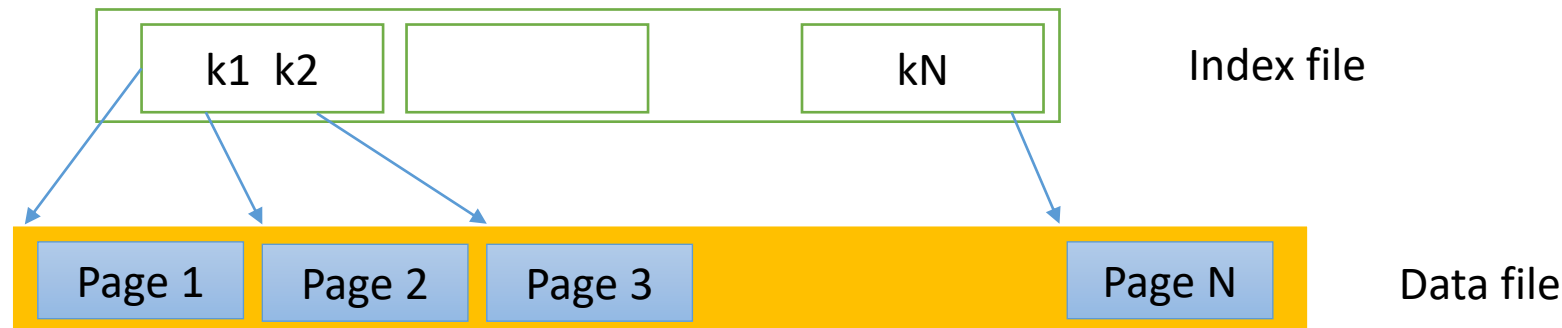 k1 k2
kN
Index file
Page 1
Page 2
Page 3
Page N
Data file